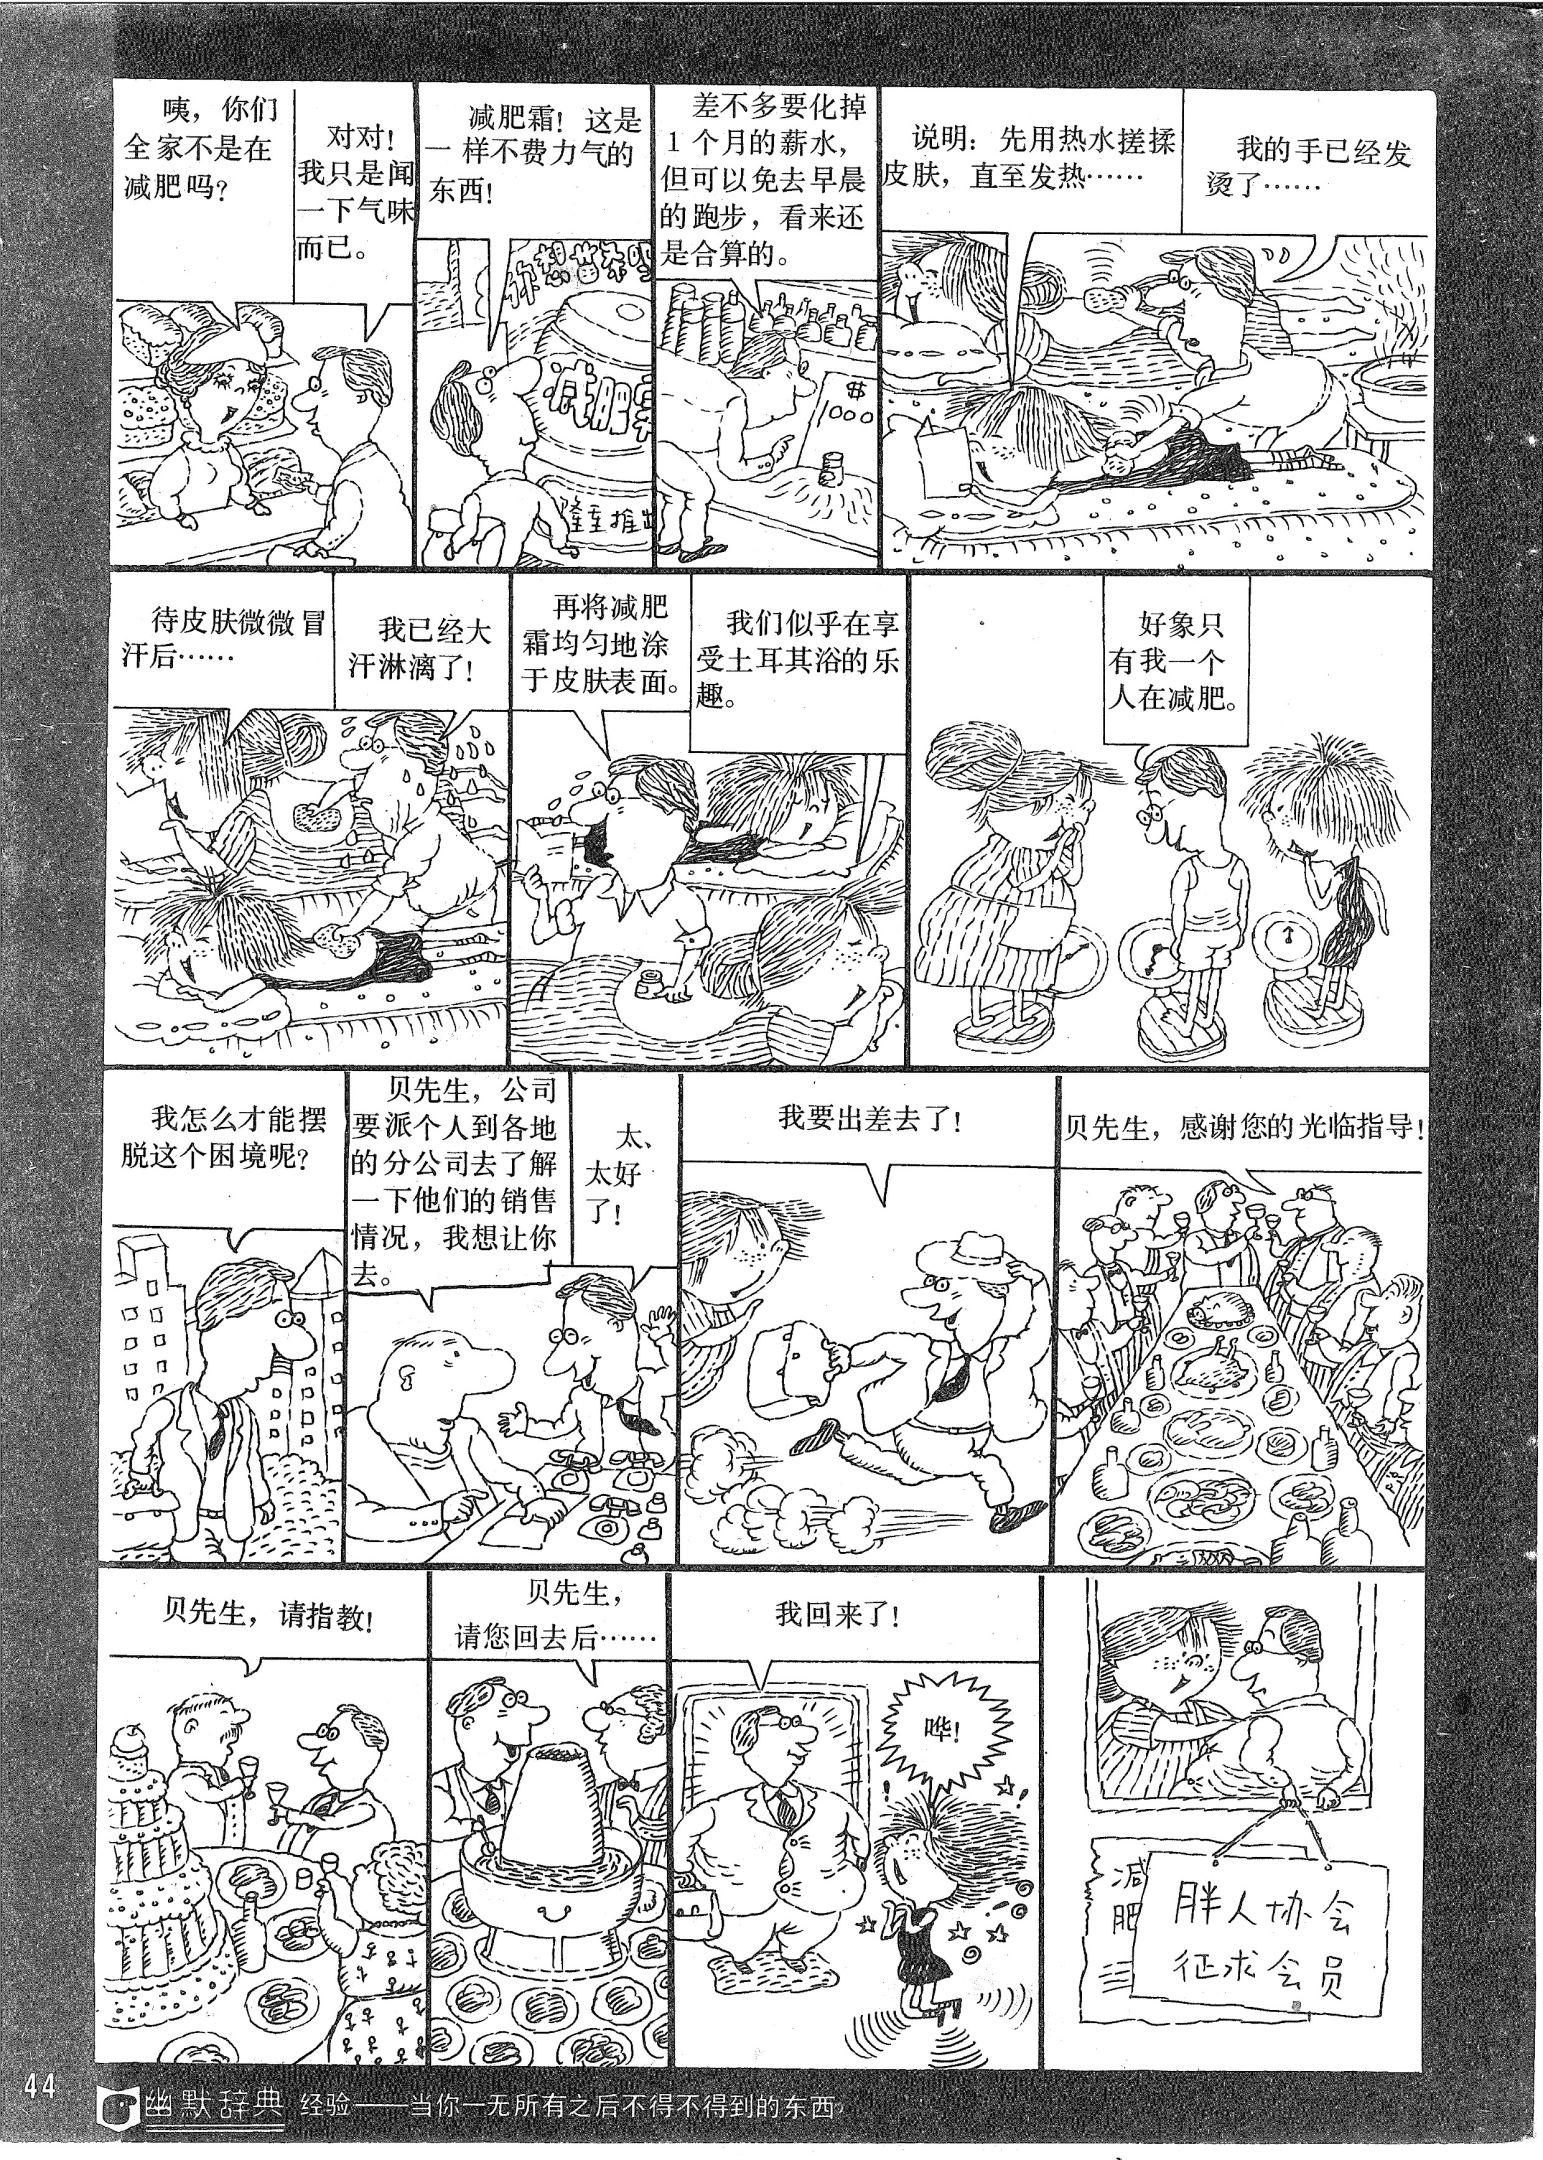 咦，你们
全家不是在
减肥吗？
对对！
我只是闻
一下气味
而已。
减肥霜！这是
一样不费力气的
东西！
减肥霜
隆重推出
差不多要化掉
1个月的薪水，
但可以免去早晨
的跑步，看来还
是合算的。
1000
说明：先用热水搓揉
皮肤，直至发热……
我的手已经发
烫了……
待皮肤微微冒
汗后……
我已经大
汗淋漓了！
再将减肥
霜均匀地涂
于皮肤表面。
我们似乎在享
受土耳其浴的乐
趣。
好象只
有我一个
人在减肥。
我怎么才能摆
脱这个困境呢？
贝先生，公司
要派个人到各地
的分公司去了解
一下他们的销售
情况，我想让你
去。
太、
太好
了！
我要出差去了！
贝先生，感谢您的光临指导！
贝先生，请指教！
贝先生，
请您回去后……
我回来了！
哗！
减肥
胖人协会
征求会员
44
幽默辞典 经验——当你一无所有之后不得不得到的东西。